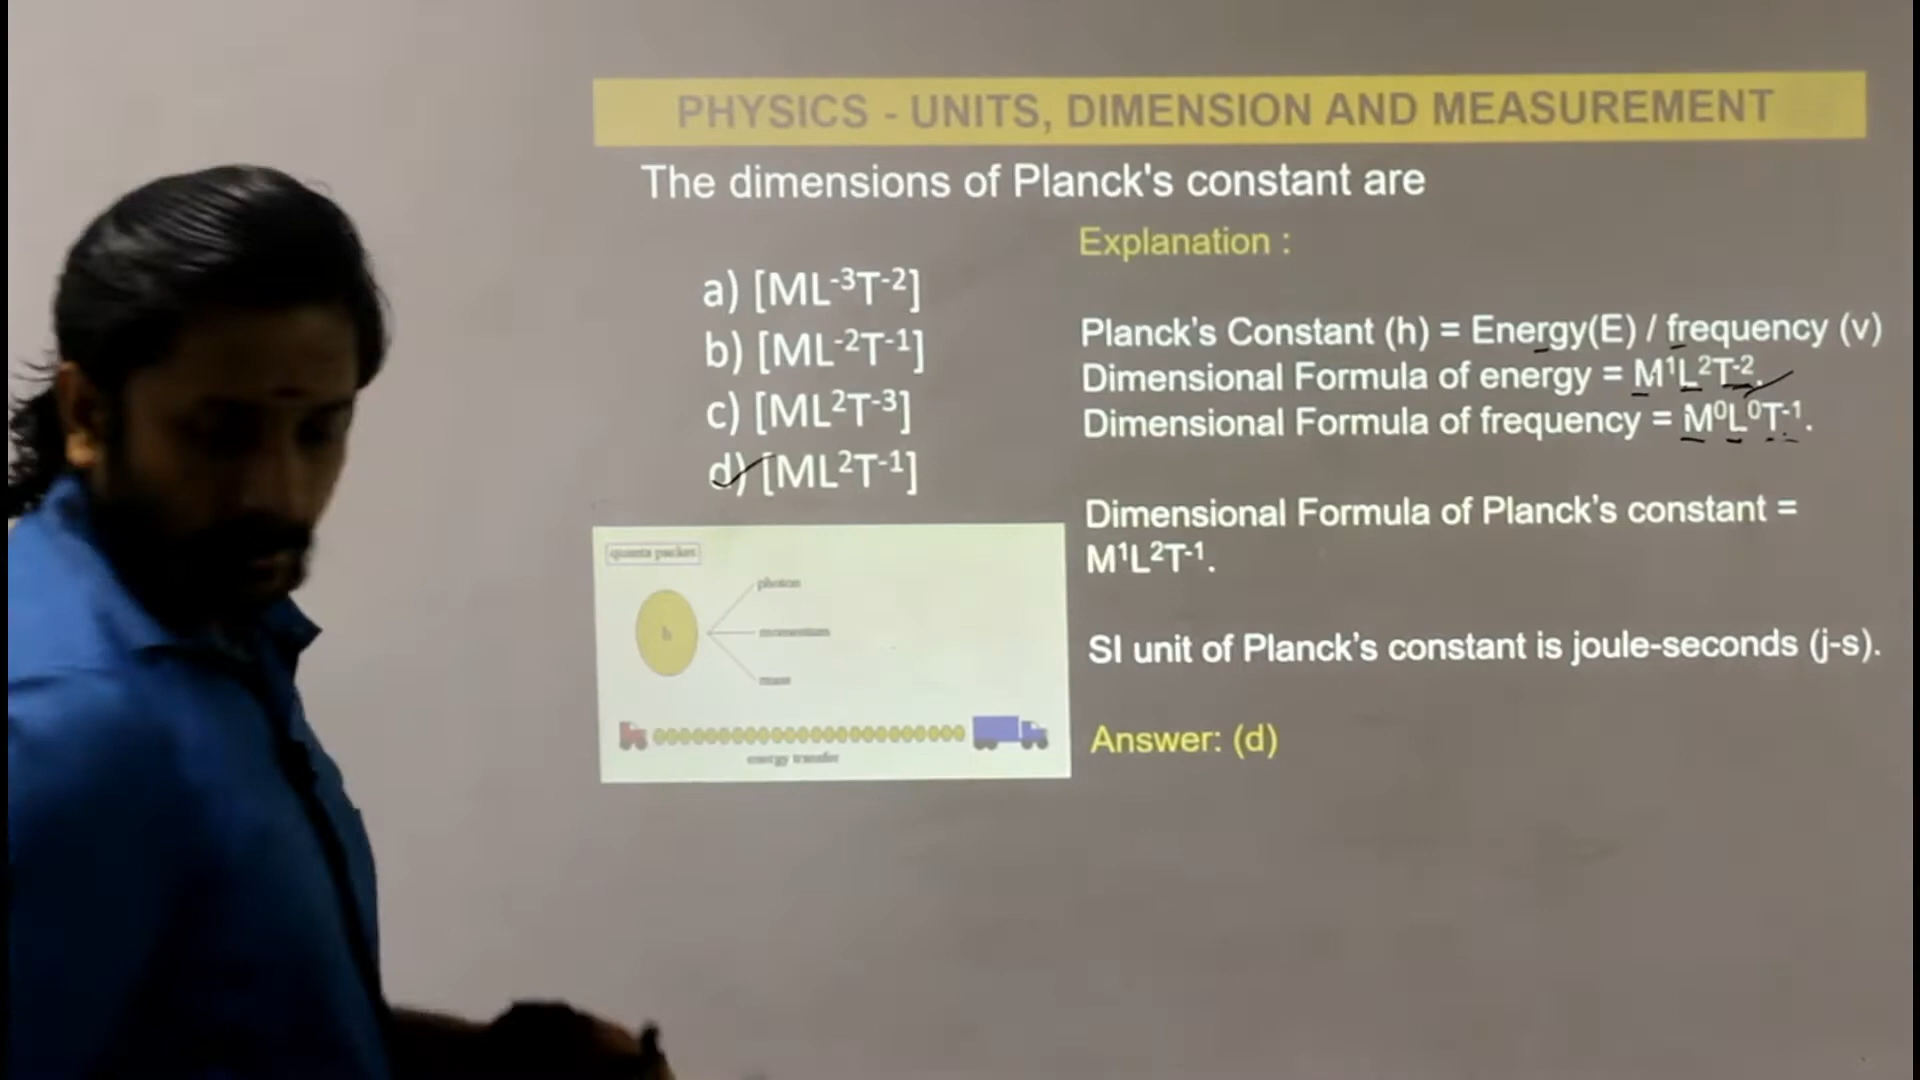 PHYSICS - UNITS, DIMENSION AND MEASUREMENT
The dimensions of Planck's constant are
a) [ML⁻³T⁻²]
b) [ML⁻²T⁻¹]
c) [ML²T⁻³]
d) [ML²T⁻¹]
Explanation :
Planck's Constant (h) = Energy(E) / frequency (v)
Dimensional Formula of energy = M¹L²T⁻².
Dimensional Formula of frequency = M⁰L⁰T⁻¹.
Dimensional Formula of Planck's constant =
M¹L²T⁻¹.
SI unit of Planck's constant is joule-seconds (j-s).
Answer: (d)
quanta packet
h
photon
momentum
mass
energy transfer